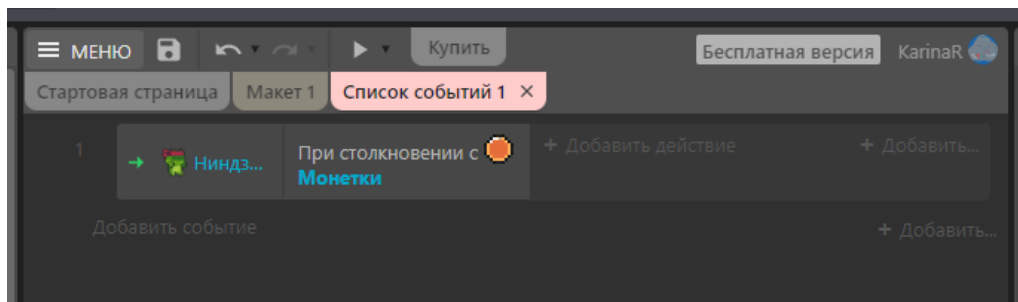 МЕНЮ Купить Бесплатная версия KarinaR
Стартовая страница Макет 1 Список событий 1 ×
1 Ниндз... При столкновении с Монетки + Добавить действие + Добавить...
Добавить событие + Добавить...